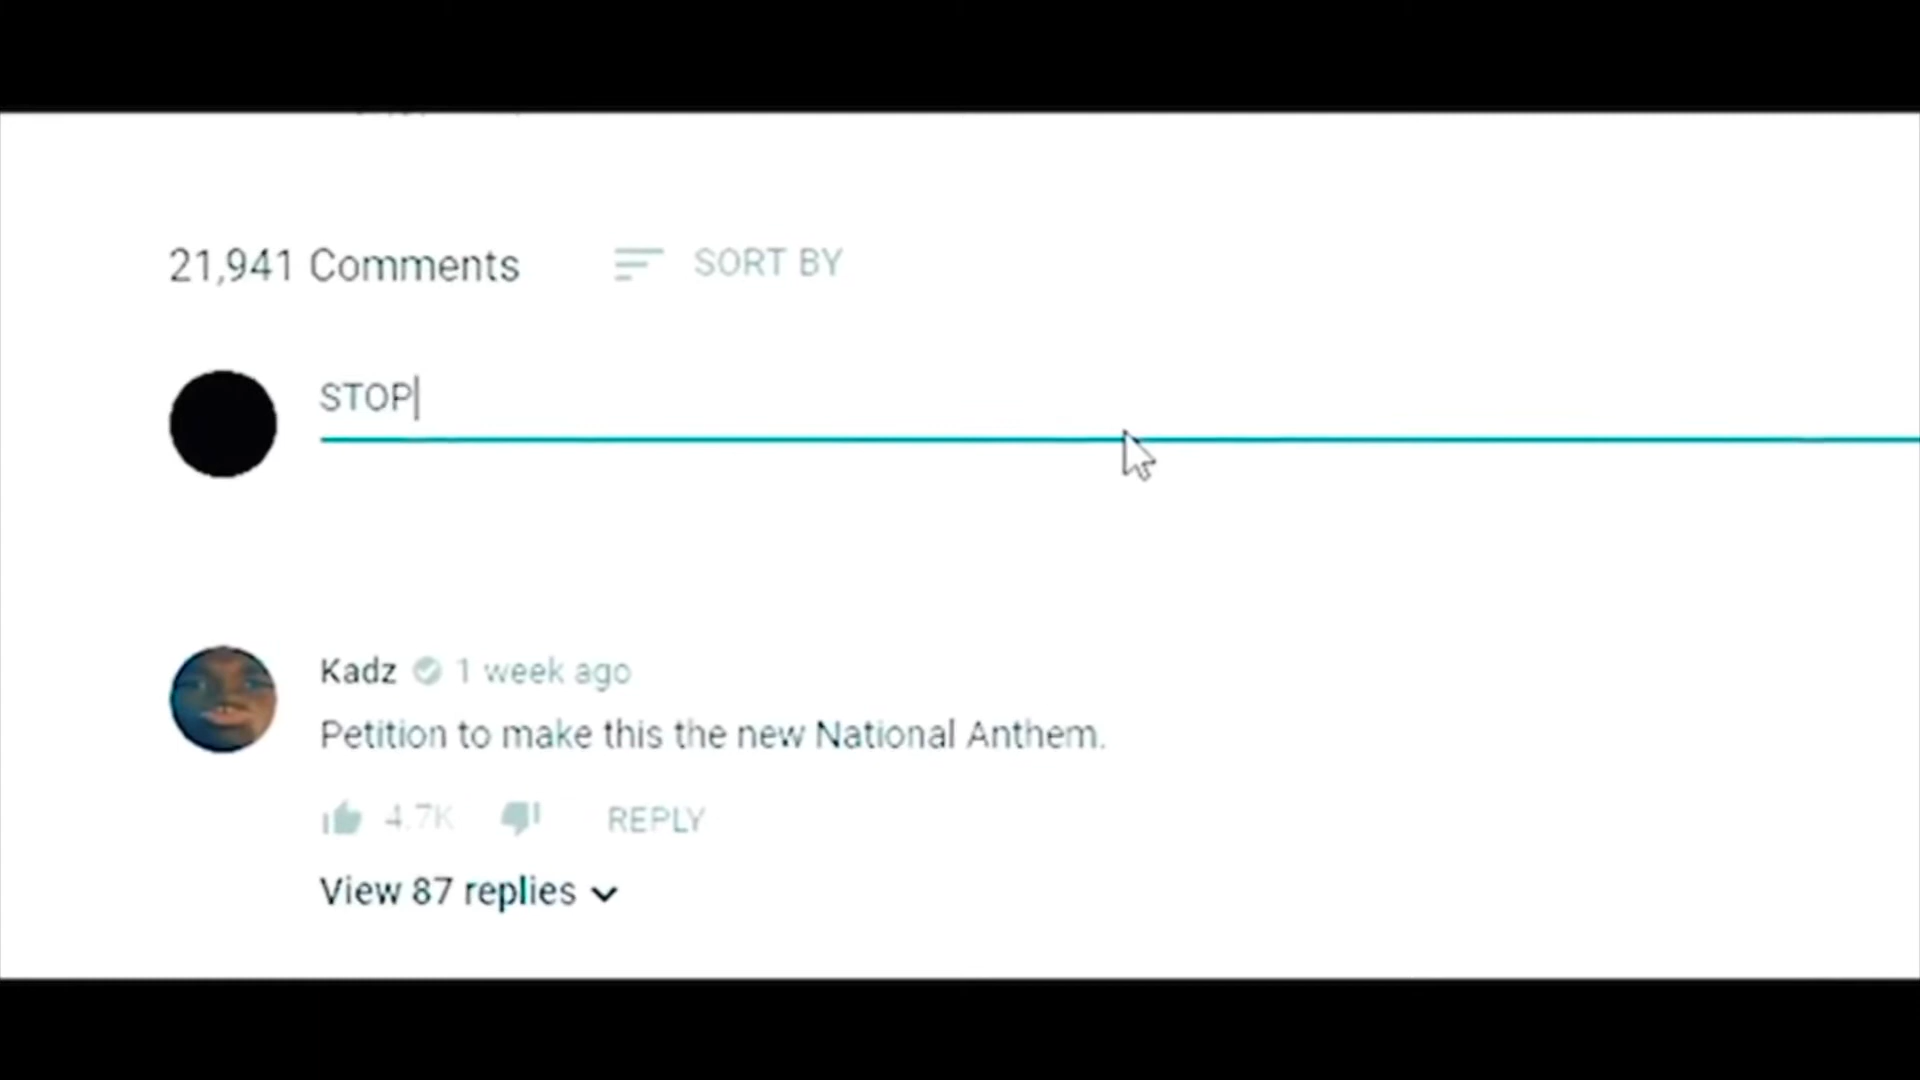 21,941 Comments SORT BY
STOP
Kadz 1 week ago
Petition to make this the new National Anthem.
4.7K REPLY
View 87 replies